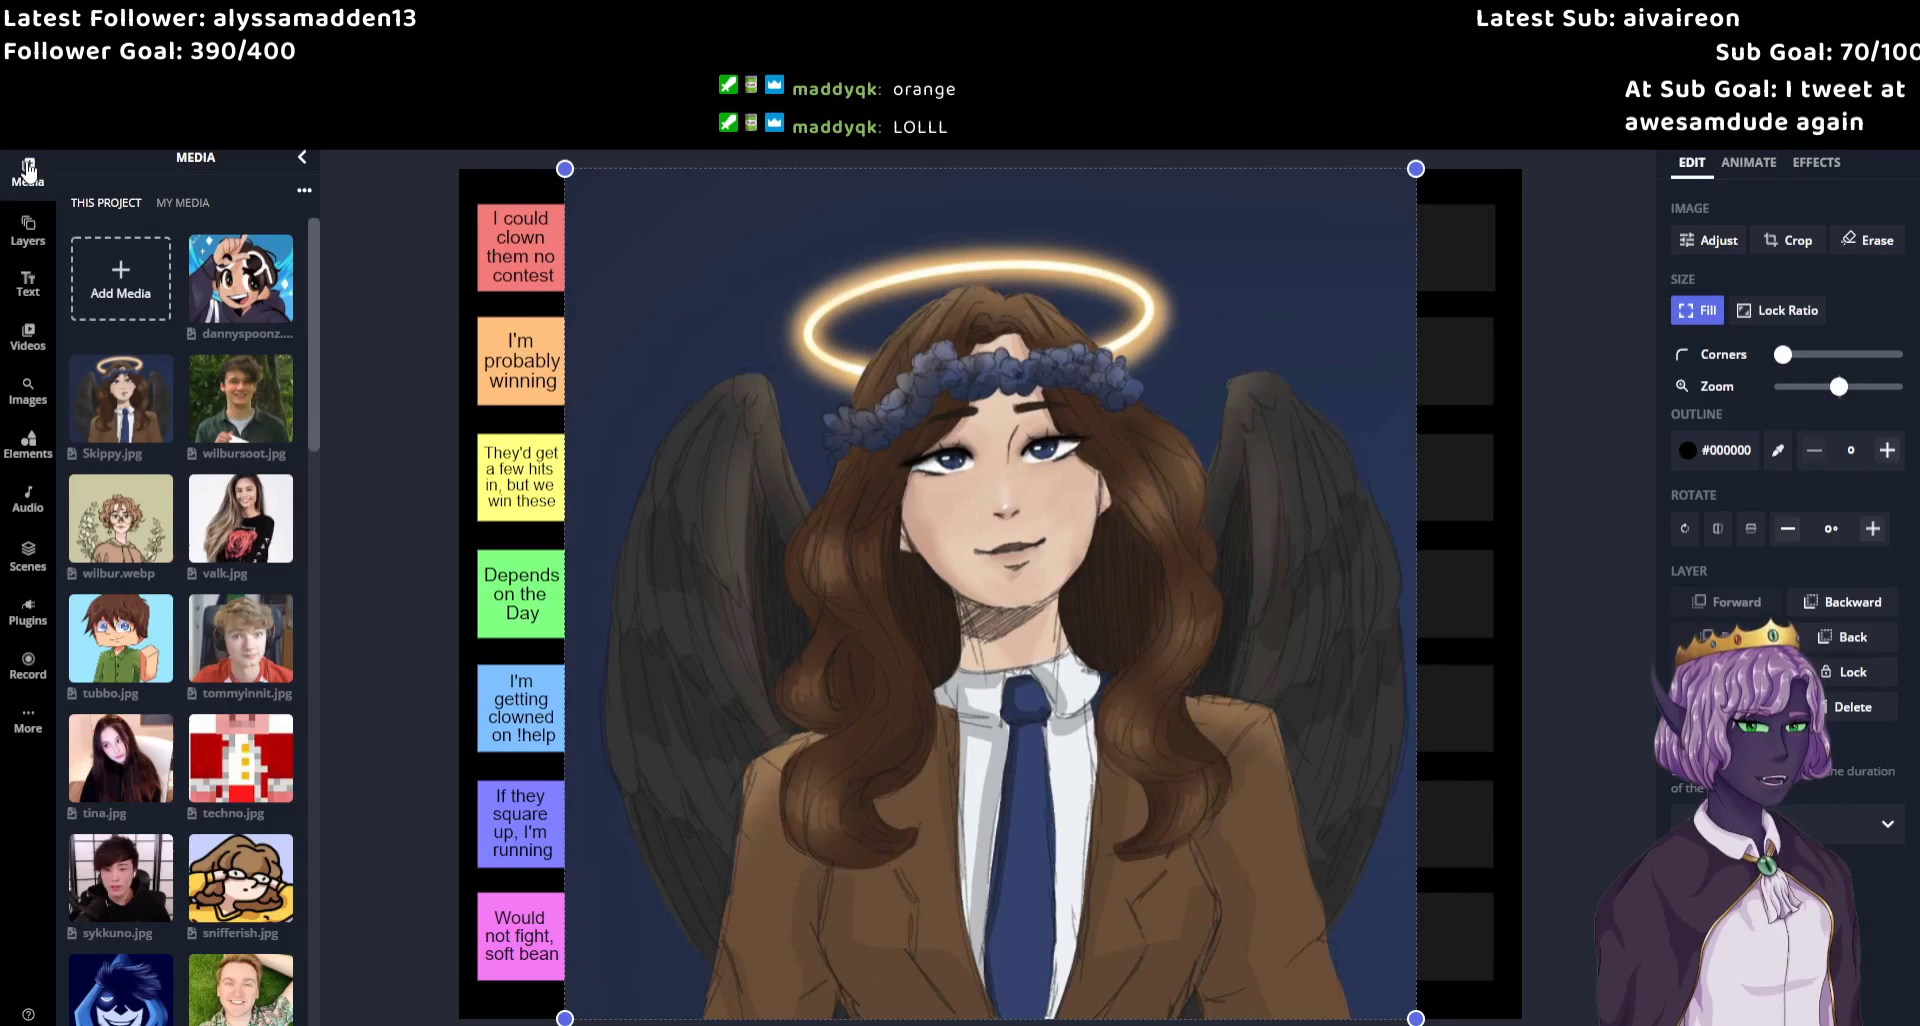 Latest Follower: alyssamadden13
Follower Goal: 390/400
Latest Sub: aivaireon
Sub Goal: 70/100
At Sub Goal: I tweet at
awesamdude again
maddyqk: orange
maddyqk: LOLLL
Media
Layers
Text
Videos
Images
Elements
Audio
Scenes
Plugins
Record
More
MEDIA
THIS PROJECT MY MEDIA
Add Media
dannyspoonz....
Skippy.jpg
wilbursoot.jpg
wilbur.webp
valk.jpg
tubbo.jpg
tommyinnit.jpg
tina.jpg
techno.jpg
sykkuno.jpg
snifferish.jpg
I could
clown
them no
contest
I'm
probably
winning
They'd get
a few hits
in, but we
win these
Depends
on the
Day
I'm
getting
clowned
on !help
If they
square
up, I'm
running
Would
not fight,
soft bean
EDIT ANIMATE EFFECTS
IMAGE
Adjust Crop Erase
SIZE
Fill Lock Ratio
Corners
Zoom
OUTLINE
#000000 0
ROTATE
0°
LAYER
Forward Backward
Back
Lock
Delete
he duration
of the